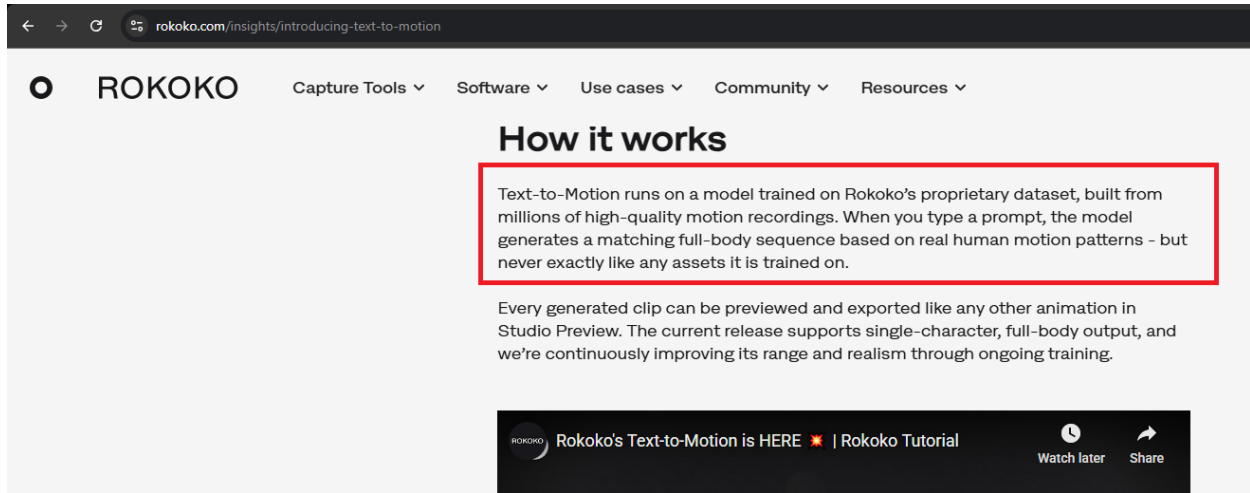 rokoko.com/insights/introducing-text-to-motion
ROKOKO Capture Tools Software Use cases Community Resources
How it works
Text-to-Motion runs on a model trained on Rokoko’s proprietary dataset, built from
millions of high-quality motion recordings. When you type a prompt, the model
generates a matching full-body sequence based on real human motion patterns - but
never exactly like any assets it is trained on.
Every generated clip can be previewed and exported like any other animation in
Studio Preview. The current release supports single-character, full-body output, and
we’re continuously improving its range and realism through ongoing training.
ROKOKO Rokoko's Text-to-Motion is HERE 💥 | Rokoko Tutorial
Watch later Share